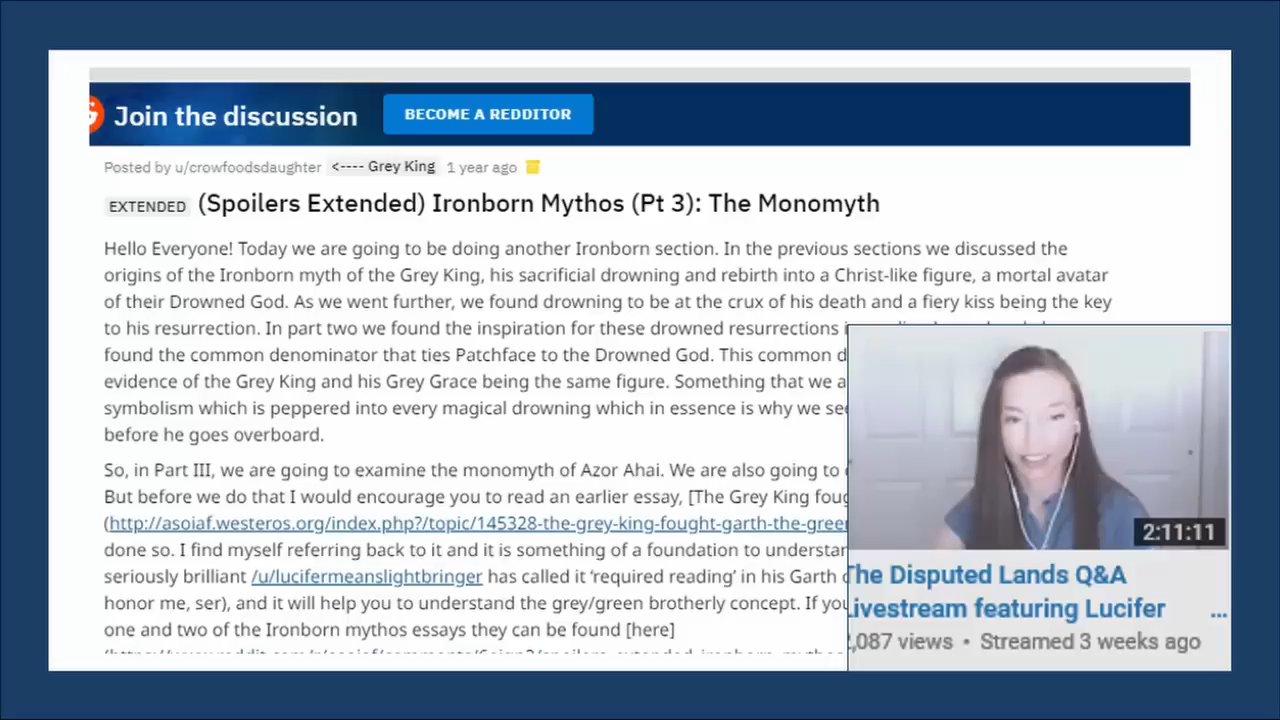 Join the discussion BECOME A REDDITOR
Posted by u/crowfoodsdaughter <---- Grey King 1 year ago
EXTENDED (Spoilers Extended) Ironborn Mythos (Pt 3): The Monomyth
Hello Everyone! Today we are going to be doing another Ironborn section. In the previous sections we discussed the
origins of the Ironborn myth of the Grey King, his sacrificial drowning and rebirth into a Christ-like figure, a mortal avatar
of their Drowned God. As we went further, we found drowning to be at the crux of his death and a fiery kiss being the key
to his resurrection. In part two we found the inspiration for these drowned resurrections
found the common denominator that ties Patchface to the Drowned God. This common
evidence of the Grey King and his Grey Grace being the same figure. Something that we
symbolism which is peppered into every magical drowning which in essence is why we
before he goes overboard.
So, in Part III, we are going to examine the monomyth of Azor Ahai. We are also going to
But before we do that I would encourage you to read an earlier essay, [The Grey King
(http://asoiaf.westeros.org/index.php?/topic/145328-the-grey-king-fought-garth-the-green
done so. I find myself referring back to it and it is something of a foundation to
seriously brilliant /u/lucifermeanslightbringer has called it ‘required reading’ in his Garth
honor me, ser), and it will help you to understand the grey/green brotherly concept. If you
one and two of the Ironborn mythos essays they can be found [here]
2:11:11
The Disputed Lands Q&A
Livestream featuring Lucifer ...
,087 views • Streamed 3 weeks ago